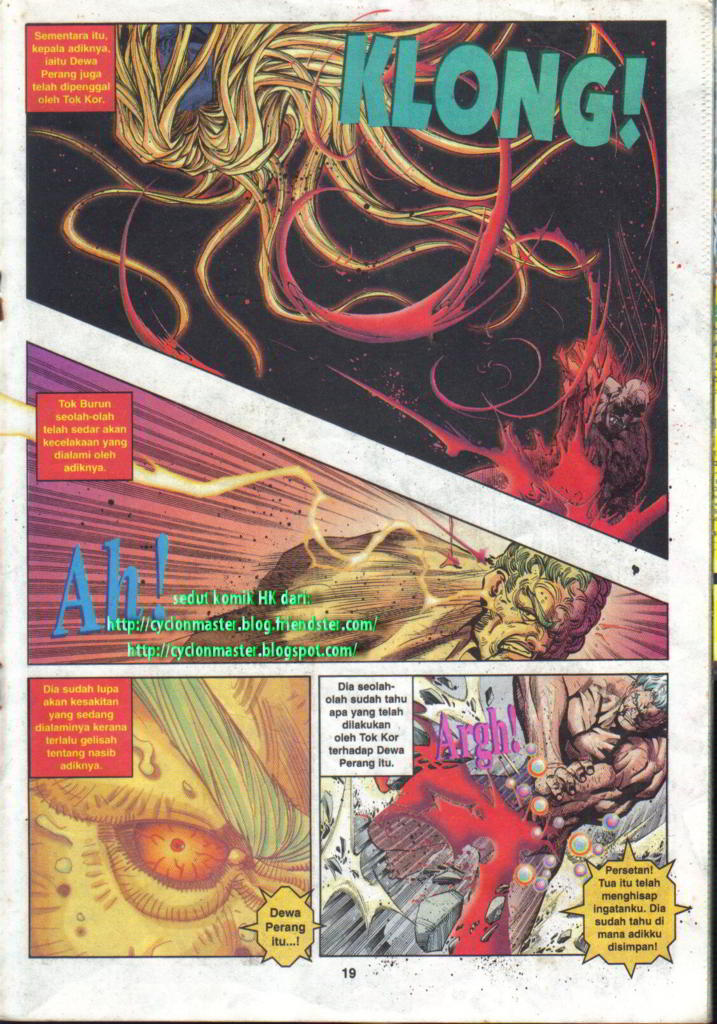 Sementara itu,
kepala adiknya,
iaitu Dewa
Perang juga
telah dipenggal
oleh Tok Kor.
KLONG!
Tok Burun
seolah-olah
telah sedar akan
kecelakaan yang
dialami oleh
adiknya.
Ah!
sedut komik HK dari:
http://cyclonmaster.blog.friendster.com/
http://cyclonmaster.blogspot.com/
Dia sudah lupa
akan kesakitan
yang sedang
dialaminya kerana
terlalu gelisah
tentang nasib
adiknya.
Dewa
Perang
itu...!
Dia seolah-
olah sudah tahu
apa yang telah
dilakukan
oleh Tok Kor
terhadap Dewa
Perang itu.
Argh!
Persetan!
Tua itu telah
menghisap
ingatanku. Dia
sudah tahu di
mana adikku
disimpan!
19